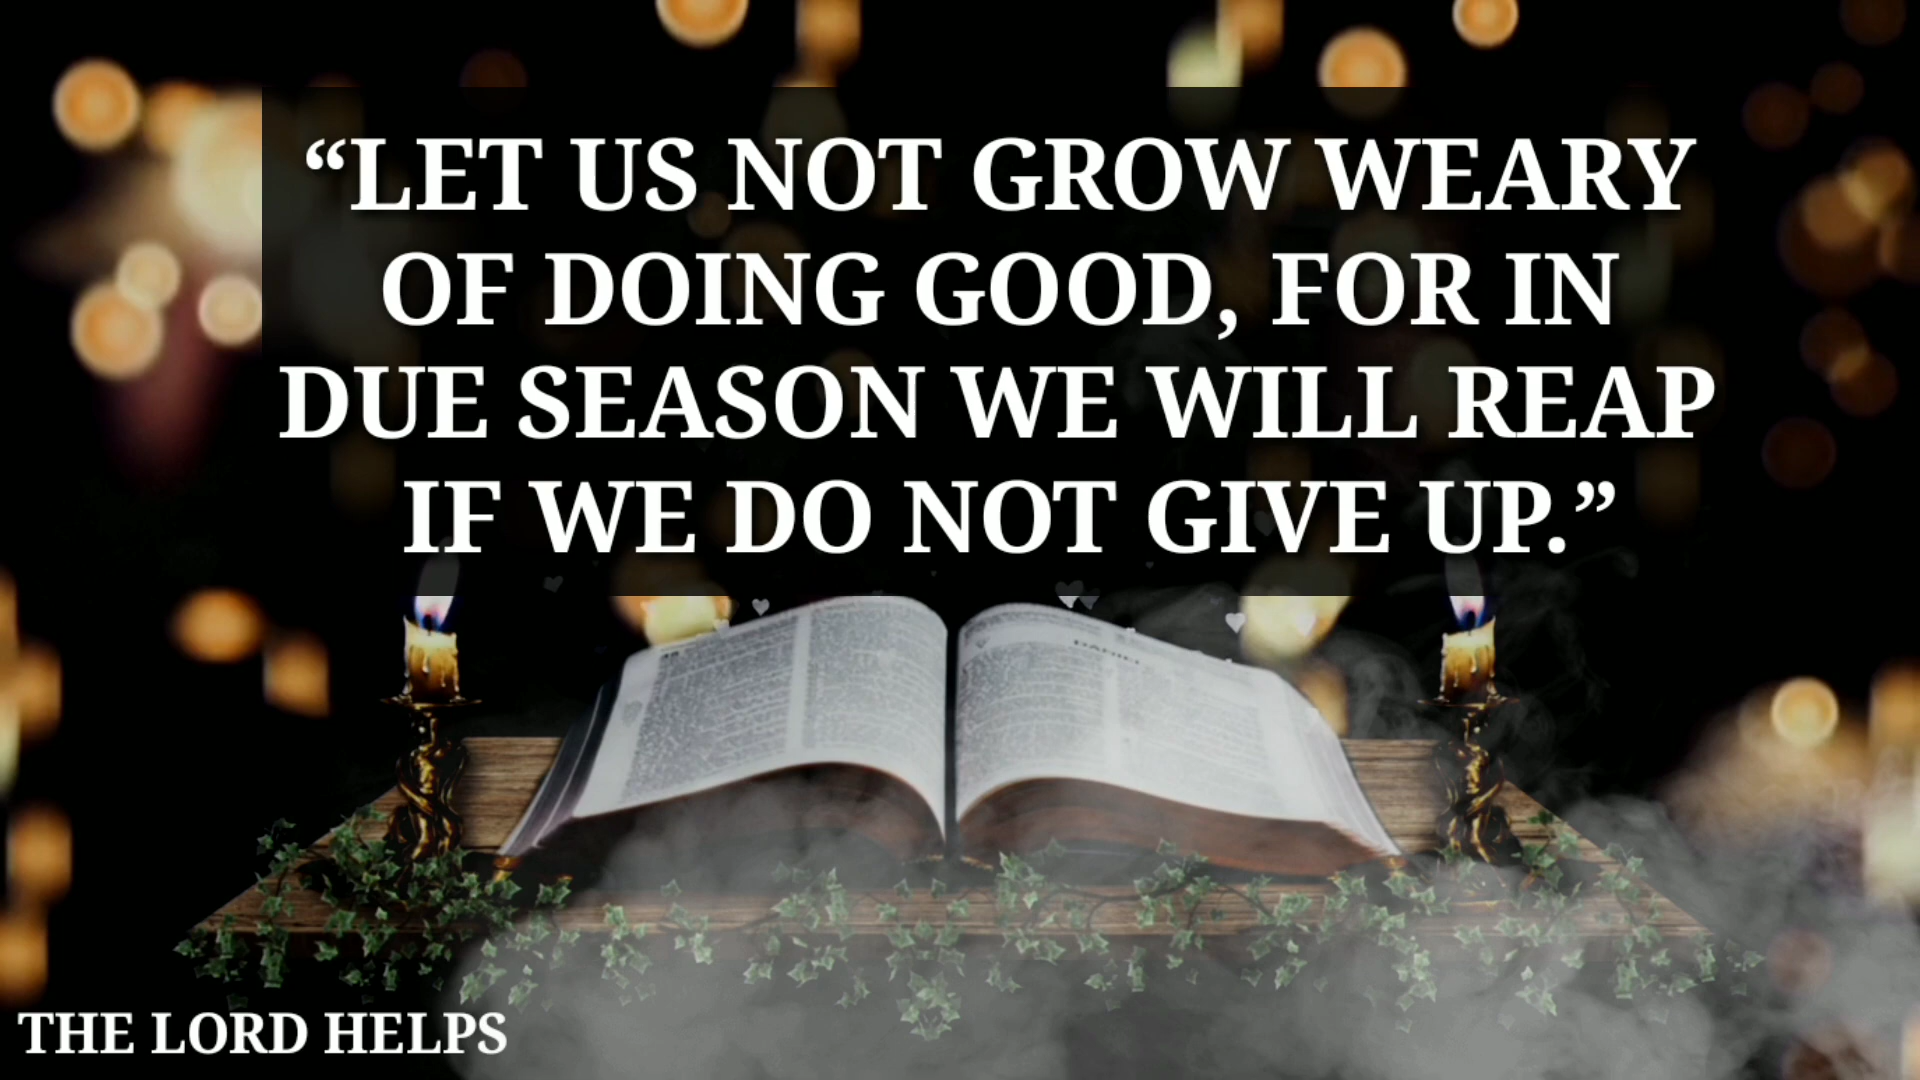 “LET US NOT GROW WEARY
OF DOING GOOD, FOR IN
DUE SEASON WE WILL REAP
IF WE DO NOT GIVE UP.”
DANIEL
THE LORD HELPS